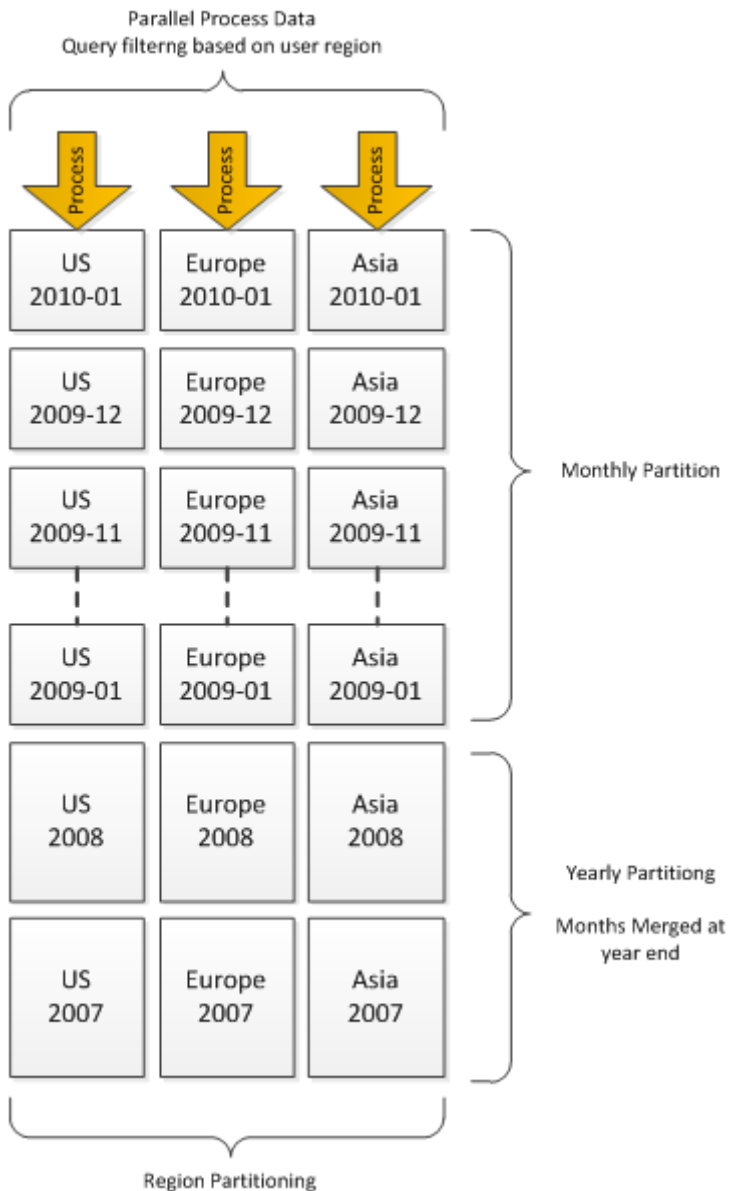 Parallel Process Data
Query filterng based on user region
Process
Process
Process
US
2010-01
Europe
2010-01
Asia
2010-01
US
2009-12
Europe
2009-12
Asia
2009-12
Monthly Partition
US
2009-11
Europe
2009-11
Asia
2009-11
US
2009-01
Europe
2009-01
Asia
2009-01
US
2008
Europe
2008
Asia
2008
Yearly Partitiong
Months Merged at
year end
US
2007
Europe
2007
Asia
2007
Region Partitioning